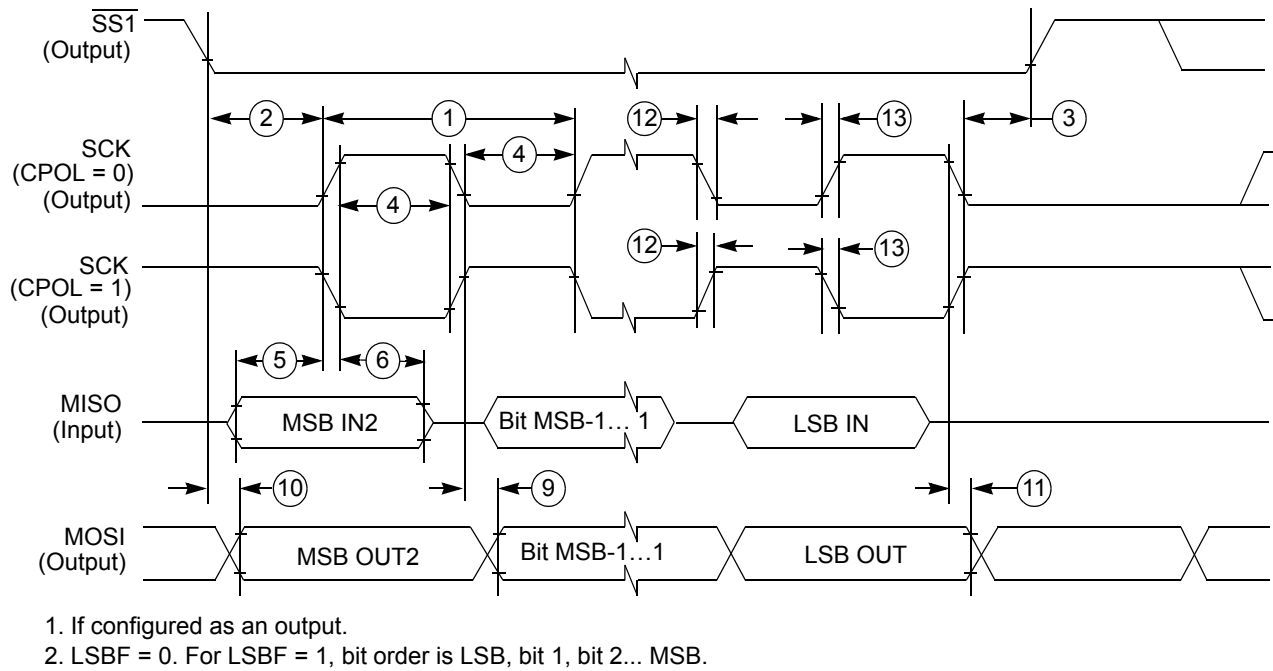 SS1
(Output)
2
1
12
13
3
SCK
(CPOL = 0)
(Output)
4
4
SCK
(CPOL = 1)
(Output)
12
13
5
6
MISO
(Input)
MSB IN2
Bit MSB-1... 1
LSB IN
10
9
11
MOSI
(Output)
MSB OUT2
Bit MSB-1...1
LSB OUT
1. If configured as an output.
2. LSBF = 0. For LSBF = 1, bit order is LSB, bit 1, bit 2... MSB.